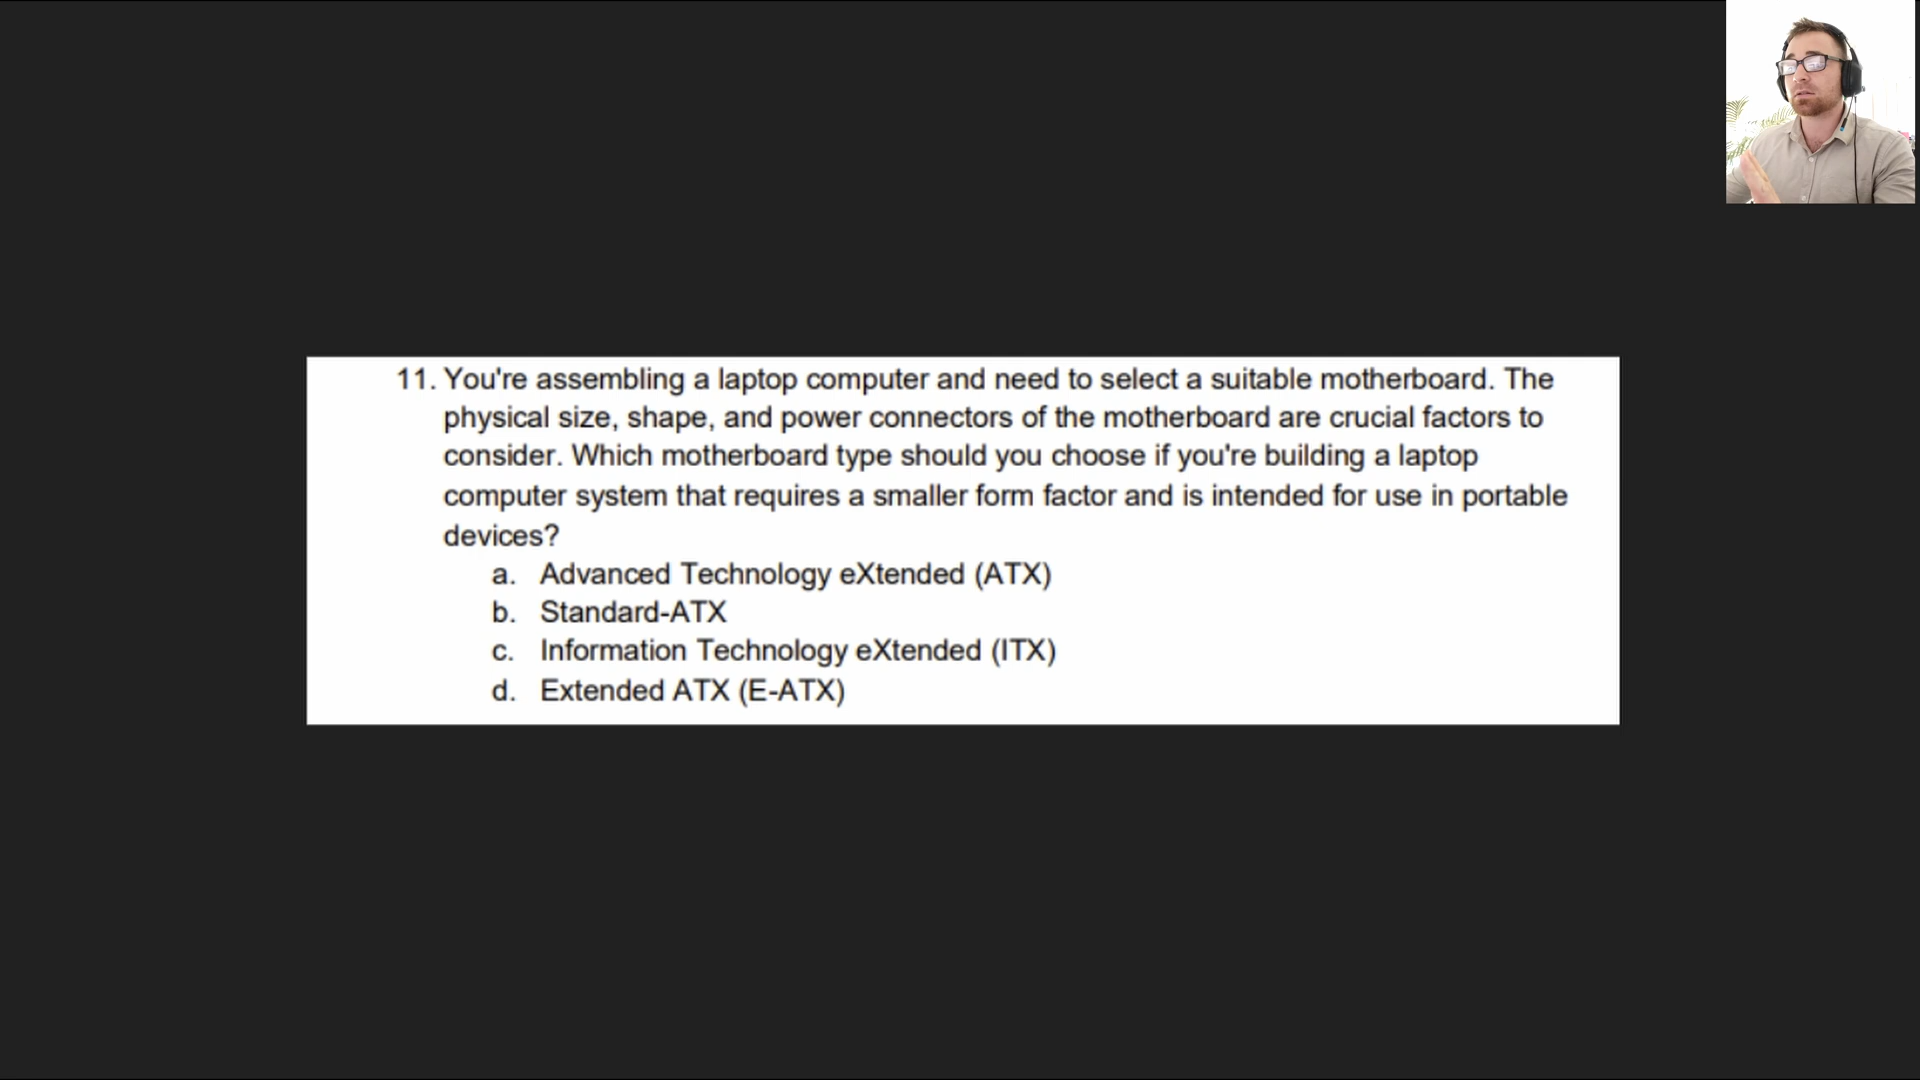 11. You're assembling a laptop computer and need to select a suitable motherboard. The
physical size, shape, and power connectors of the motherboard are crucial factors to
consider. Which motherboard type should you choose if you're building a laptop
computer system that requires a smaller form factor and is intended for use in portable
devices?
a. Advanced Technology eXtended (ATX)
b. Standard-ATX
c. Information Technology eXtended (ITX)
d. Extended ATX (E-ATX)